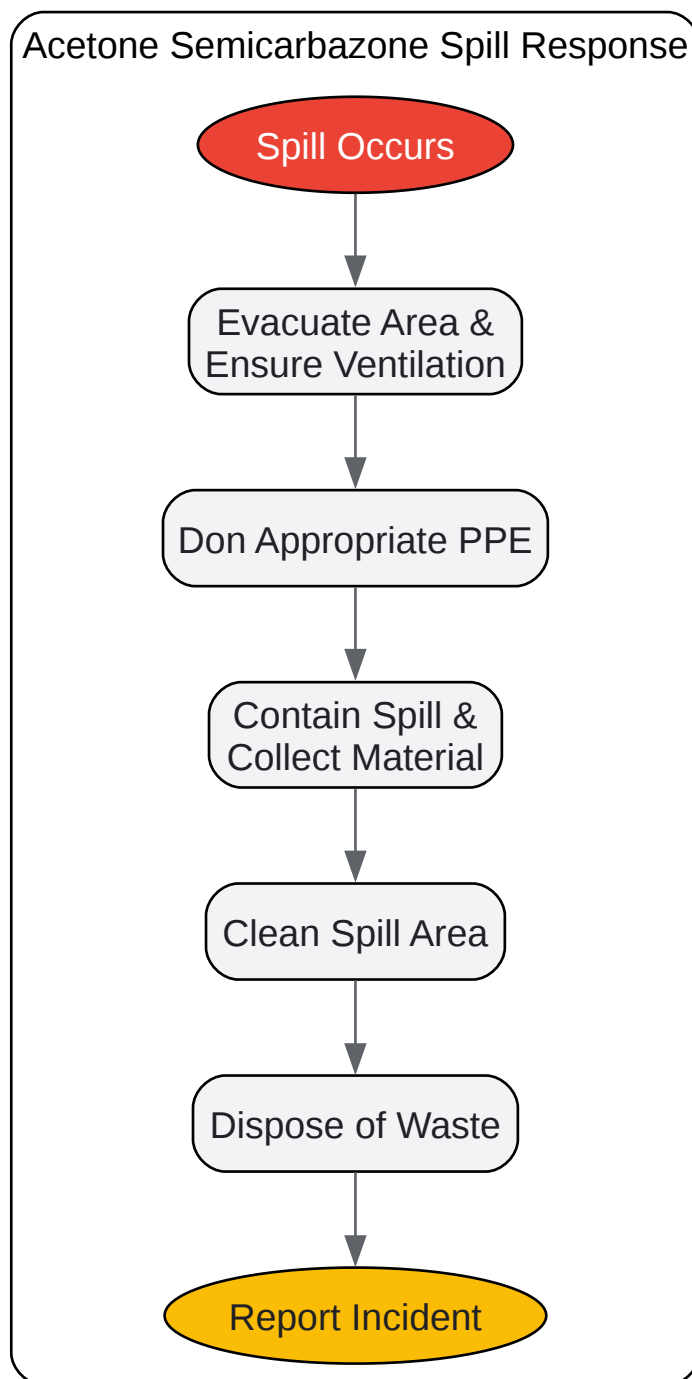 Acetone Semicarbazone Spill Response
Spill Occurs
Evacuate Area &
Ensure Ventilation
Don Appropriate PPE
Contain Spill &
Collect Material
Clean Spill Area
Dispose of Waste
Report Incident